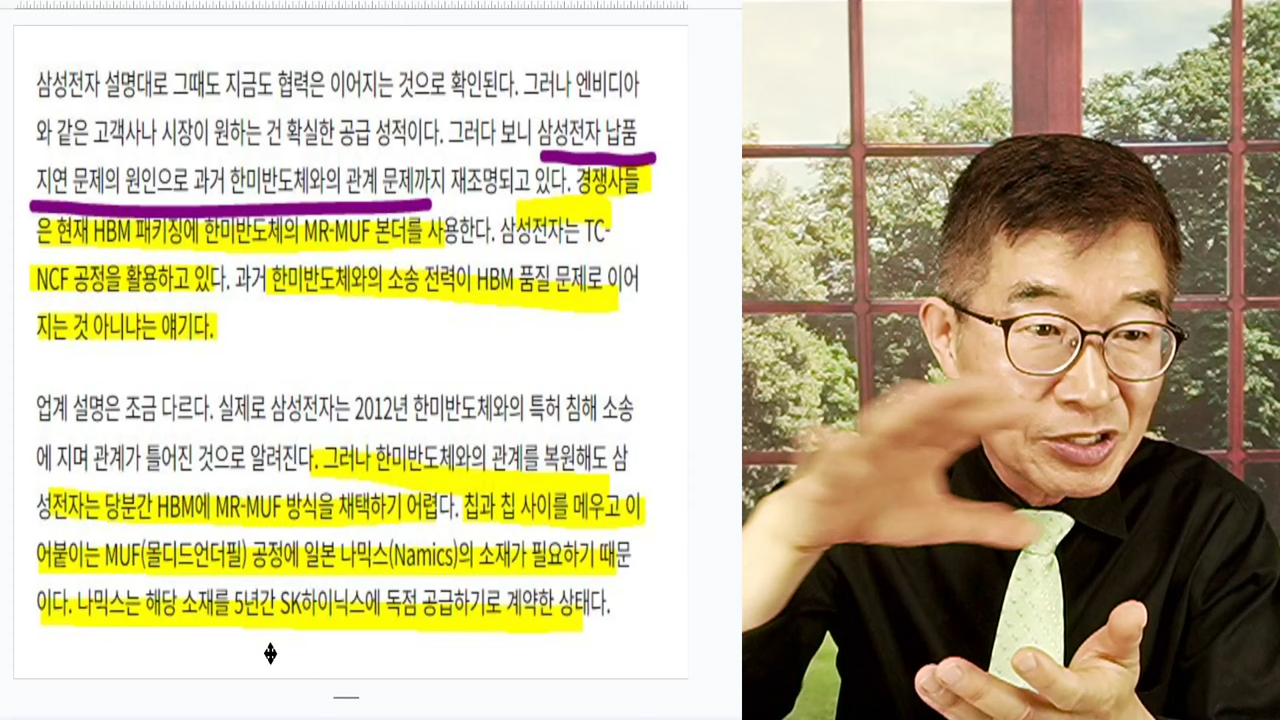 삼성전자 설명대로 그때도 지금도 협력은 이어지는 것으로 확인된다. 그러나 엔비디아
와 같은 고객사나 시장이 원하는 건 확실한 공급 성적이다. 그러다 보니 삼성전자 납품
지연 문제의 원인으로 과거 한미반도체와의 관계 문제까지 재조명되고 있다. 경쟁사들
은 현재 HBM 패키징에 한미반도체의 MR-MUF 본더를 사용한다. 삼성전자는 TC-
NCF 공정을 활용하고 있다. 과거 한미반도체와의 소송 전력이 HBM 품질 문제로 이어
지는 것 아니냐는 얘기다.
업계 설명은 조금 다르다. 실제로 삼성전자는 2012년 한미반도체와의 특허 침해 소송
에 지며 관계가 틀어진 것으로 알려진다. 그러나 한미반도체와의 관계를 복원해도 삼
성전자는 당분간 HBM에 MR-MUF 방식을 채택하기 어렵다. 칩과 칩 사이를 메우고 이
어붙이는 MUF(몰디드언더필) 공정에 일본 나믹스(Namics)의 소재가 필요하기 때문
이다. 나믹스는 해당 소재를 5년간 SK하이닉스에 독점 공급하기로 계약한 상태다.